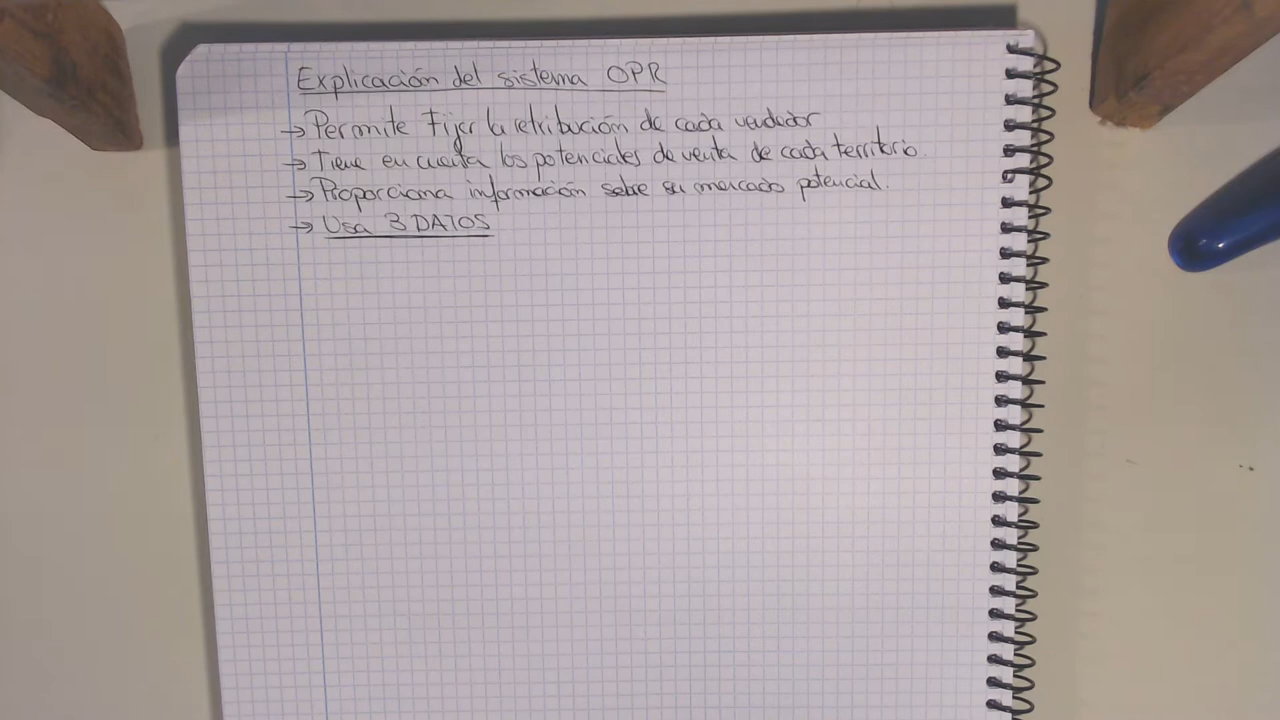 Explicación del sistema OPR
→ Permite fijar la retribución de cada vendedor
→ Tiene en cuenta los potenciales de venta de cada territorio.
→ Proporciona información sobre su mercado potencial.
→ Usa 3 DATOS